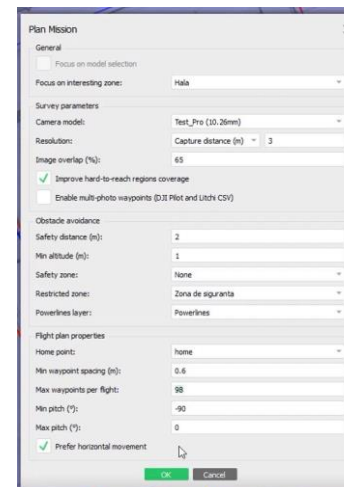 Plan Mission
General
Focus on model selection
Focus on interesting zone: Hala
Survey parameters
Camera model: Test_Pro (10.26mm)
Resolution: Capture distance (m) 3
Image overlap (%): 65
Improve hard-to-reach regions coverage
Enable multi-photo waypoints (DJI Pilot and Litchi CSV)
Obstacle avoidance
Safety distance (m): 2
Min altitude (m): 1
Safety zone: None
Restricted zone: Zona de siguranta
Powerlines layer: Powerlines
Flight plan properties
Home point: home
Min waypoint spacing (m): 0.6
Max waypoints per flight: 98
Min pitch (°): -90
Max pitch (°): 0
Prefer horizontal movement
OK Cancel